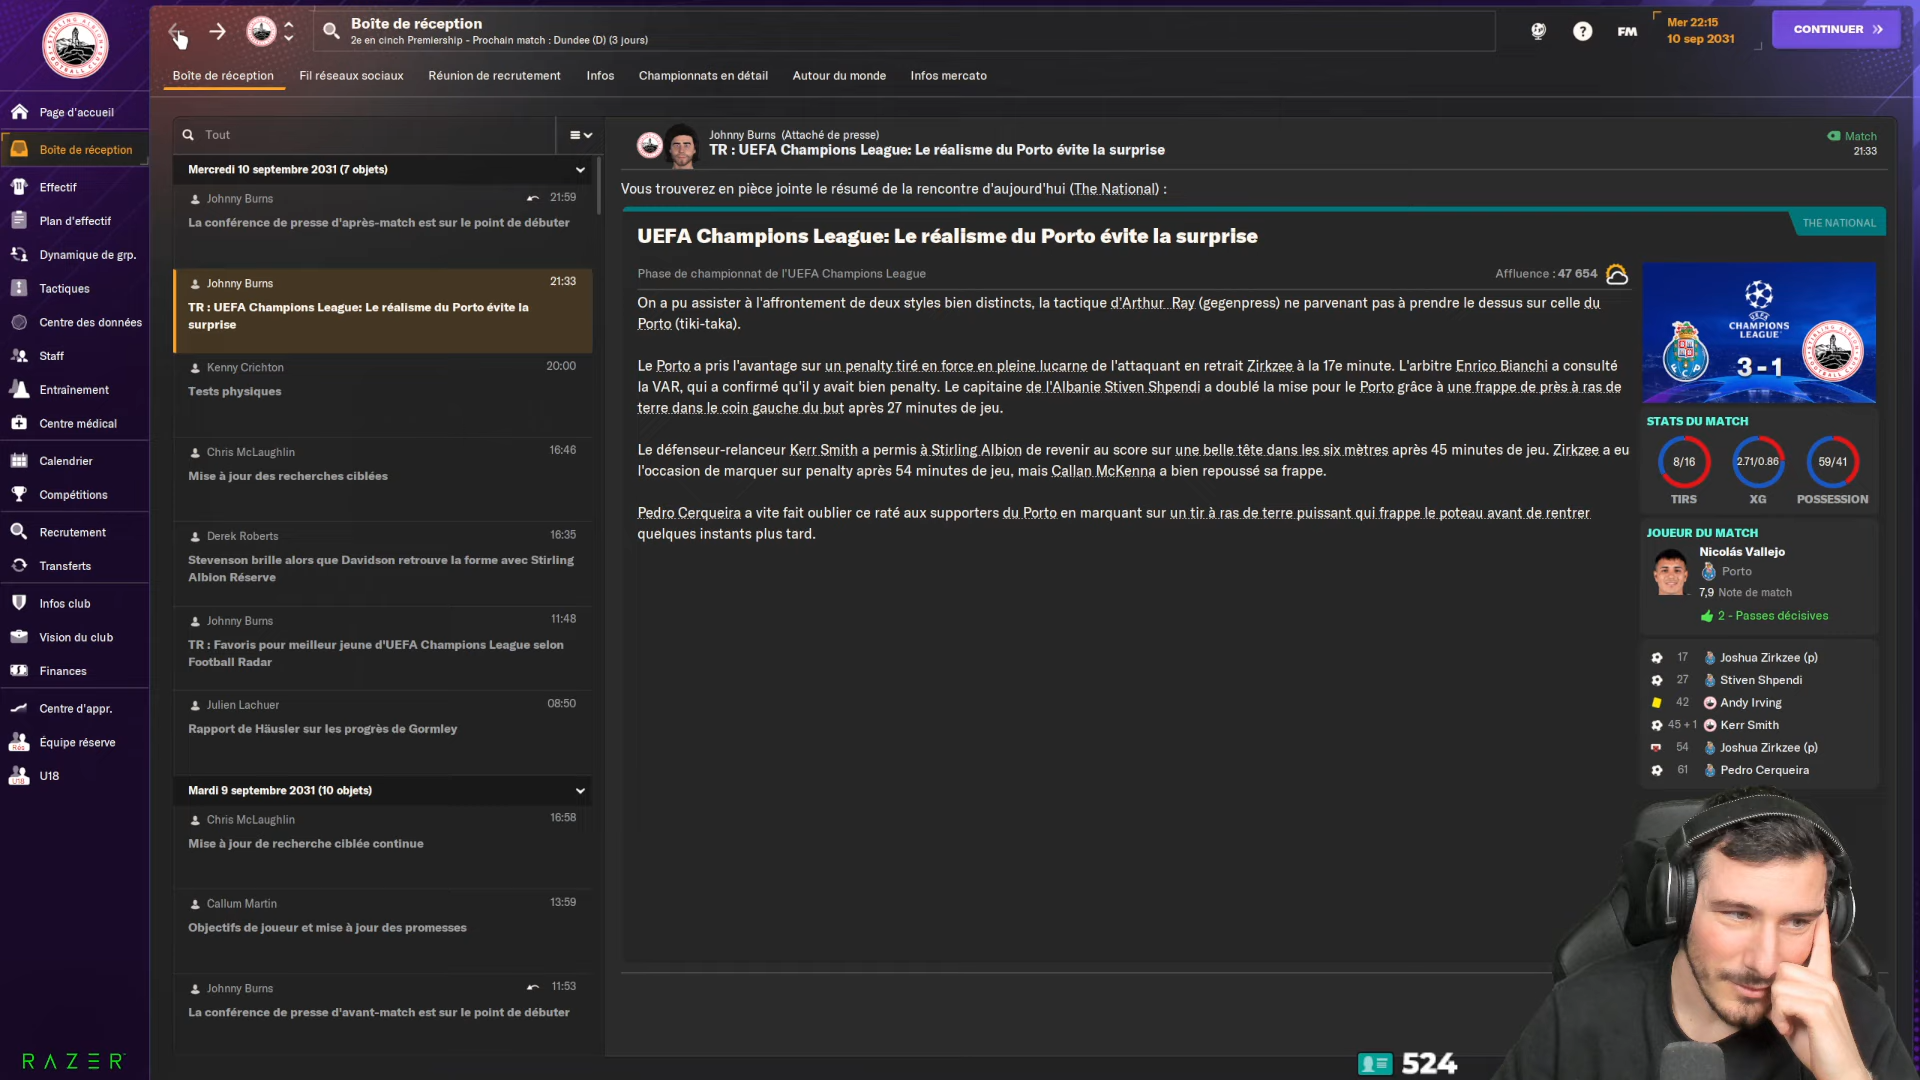 Boîte de réception
2e en cinch Premiership - Prochain match : Dundee (D) (3 jours)
FM
Mer 22:15
10 sep 2031
CONTINUER
Boîte de réception
Fil réseaux sociaux
Réunion de recrutement
Infos
Championnats en détail
Autour du monde
Infos mercato
Page d'accueil
Boîte de réception
Effectif
Plan d'effectif
Dynamique de grp.
Tactiques
Centre des données
Staff
Entraînement
Centre médical
Calendrier
Compétitions
Recrutement
Transferts
Infos club
Vision du club
Finances
Centre d'appr.
Équipe réserve
U18
RAZER
Tout
Mercredi 10 septembre 2031 (7 objets)
Johnny Burns
21:59
La conférence de presse d'après-match est sur le point de débuter
Johnny Burns
21:33
TR : UEFA Champions League: Le réalisme du Porto évite la
surprise
Kenny Crichton
20:00
Tests physiques
Chris McLaughlin
16:46
Mise à jour des recherches ciblées
Derek Roberts
16:35
Stevenson brille alors que Davidson retrouve la forme avec Stirling
Albion Réserve
Johnny Burns
11:48
TR : Favoris pour meilleur jeune d'UEFA Champions League selon
Football Radar
Julien Lachuer
08:50
Rapport de Häusler sur les progrès de Gormley
Mardi 9 septembre 2031 (10 objets)
Chris McLaughlin
16:58
Mise à jour de recherche ciblée continue
Callum Martin
13:59
Objectifs de joueur et mise à jour des promesses
Johnny Burns
11:53
La conférence de presse d'avant-match est sur le point de débuter
Johnny Burns (Attaché de presse)
TR : UEFA Champions League: Le réalisme du Porto évite la surprise
Match
21:33
Vous trouverez en pièce jointe le résumé de la rencontre d'aujourd'hui (The National) :
THE NATIONAL
UEFA Champions League: Le réalisme du Porto évite la surprise
Phase de championnat de l'UEFA Champions League
Affluence : 47 654
On a pu assister à l'affrontement de deux styles bien distincts, la tactique d'Arthur Ray (gegenpress) ne parvenant pas à prendre le dessus sur celle du
Porto (tiki-taka).
Le Porto a pris l'avantage sur un penalty tiré en force en pleine lucarne de l'attaquant en retrait Zirkzee à la 17e minute. L'arbitre Enrico Bianchi a consulté
la VAR, qui a confirmé qu'il y avait bien penalty. Le capitaine de l'Albanie Stiven Shpendi a doublé la mise pour le Porto grâce à une frappe de près à ras de
terre dans le coin gauche du but après 27 minutes de jeu.
Le défenseur-relanceur Kerr Smith a permis à Stirling Albion de revenir au score sur une belle tête dans les six mètres après 45 minutes de jeu. Zirkzee a eu
l'occasion de marquer sur penalty après 54 minutes de jeu, mais Callan McKenna a bien repoussé sa frappe.
Pedro Cerqueira a vite fait oublier ce raté aux supporters du Porto en marquant sur un tir à ras de terre puissant qui frappe le poteau avant de rentrer
quelques instants plus tard.
UEFA
CHAMPIONS
LEAGUE
3 - 1
STATS DU MATCH
8/16
2.71/0.86
59/41
TIRS
XG
POSSESSION
JOUEUR DU MATCH
Nicolás Vallejo
Porto
7,9 Note de match
2 - Passes décisives
17 Joshua Zirkzee (p)
27 Stiven Shpendi
42 Andy Irving
45 + 1 Kerr Smith
54 Joshua Zirkzee (p)
61 Pedro Cerqueira
524